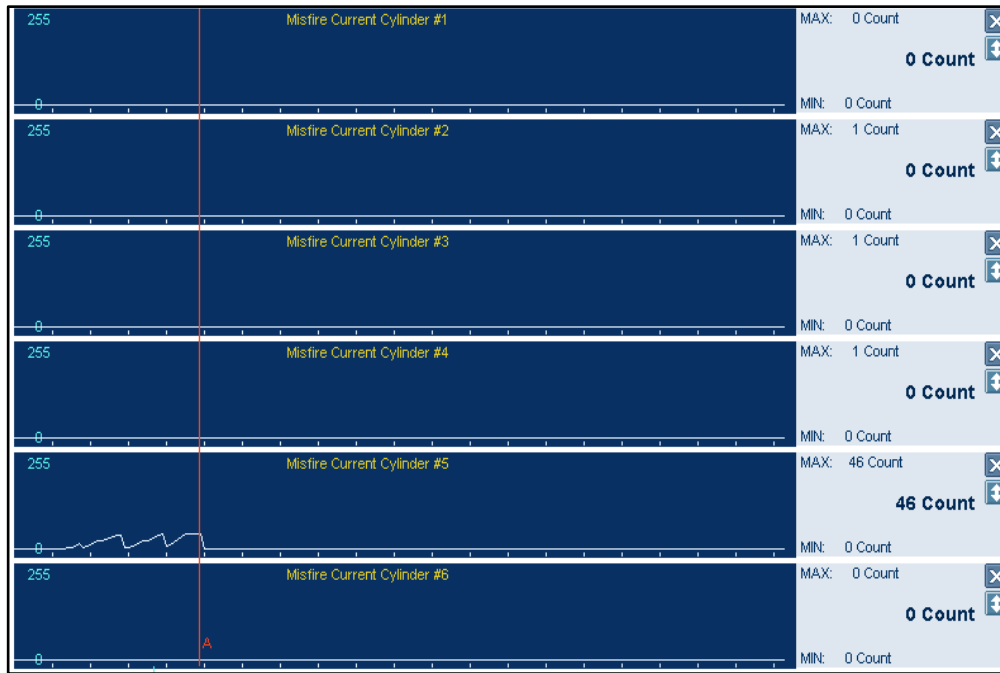 255 Misfire Current Cylinder #1 MAX: 0 Count
0 Count
0 MIN: 0 Count
255 Misfire Current Cylinder #2 MAX: 1 Count
0 Count
0 MIN: 0 Count
255 Misfire Current Cylinder #3 MAX: 1 Count
0 Count
0 MIN: 0 Count
255 Misfire Current Cylinder #4 MAX: 1 Count
0 Count
0 MIN: 0 Count
255 Misfire Current Cylinder #5 MAX: 46 Count
46 Count
0 MIN: 0 Count
255 Misfire Current Cylinder #6 MAX: 0 Count
0 Count
A
0 MIN: 0 Count